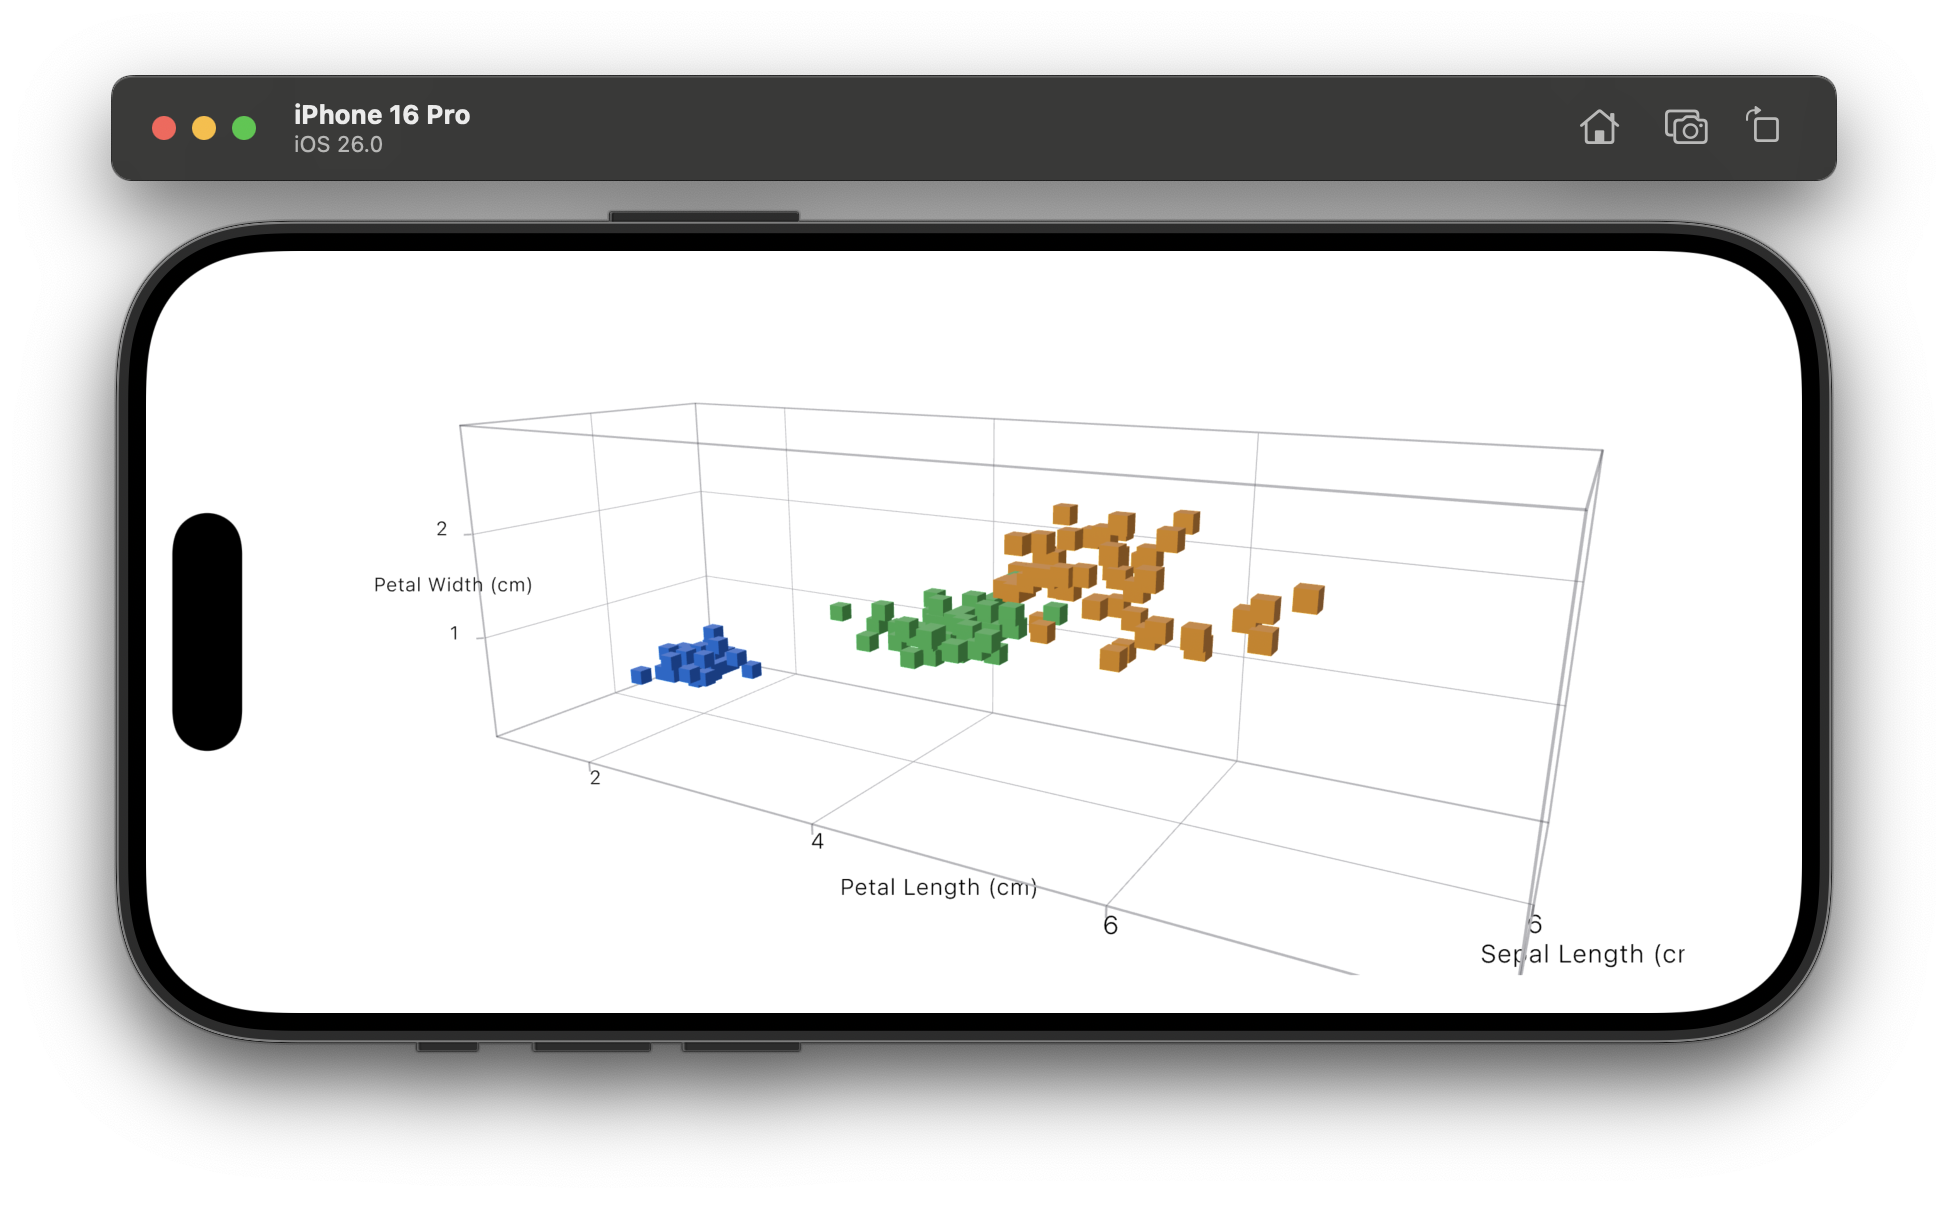 iPhone 16 Pro
iOS 26.0
2
Petal Width (cm)
1
2
4
Petal Length (cm)
6
6
Sepal Length (cr